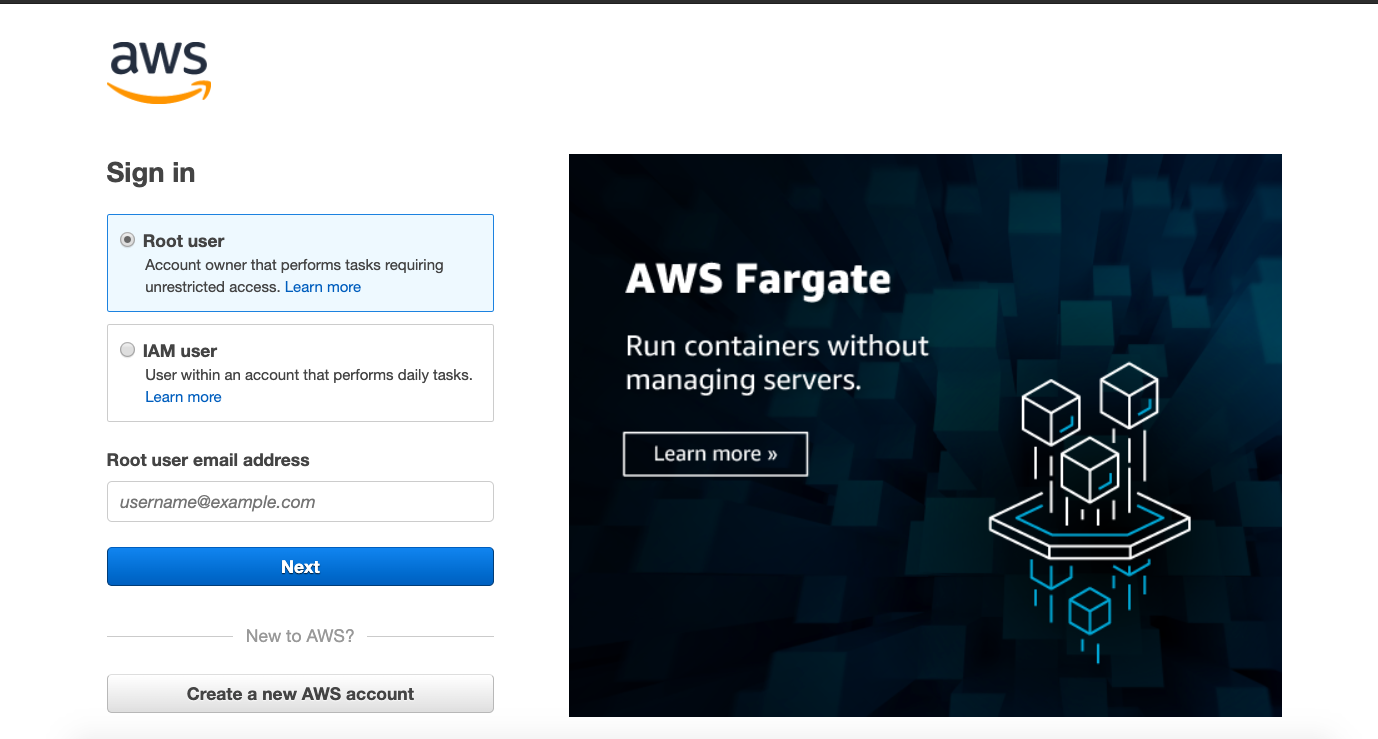 aws
Sign in
Root user
Account owner that performs tasks requiring
unrestricted access. Learn more
IAM user
User within an account that performs daily tasks.
Learn more
Root user email address
username@example.com
Next
New to AWS?
Create a new AWS account
AWS Fargate
Run containers without
managing servers.
Learn more »